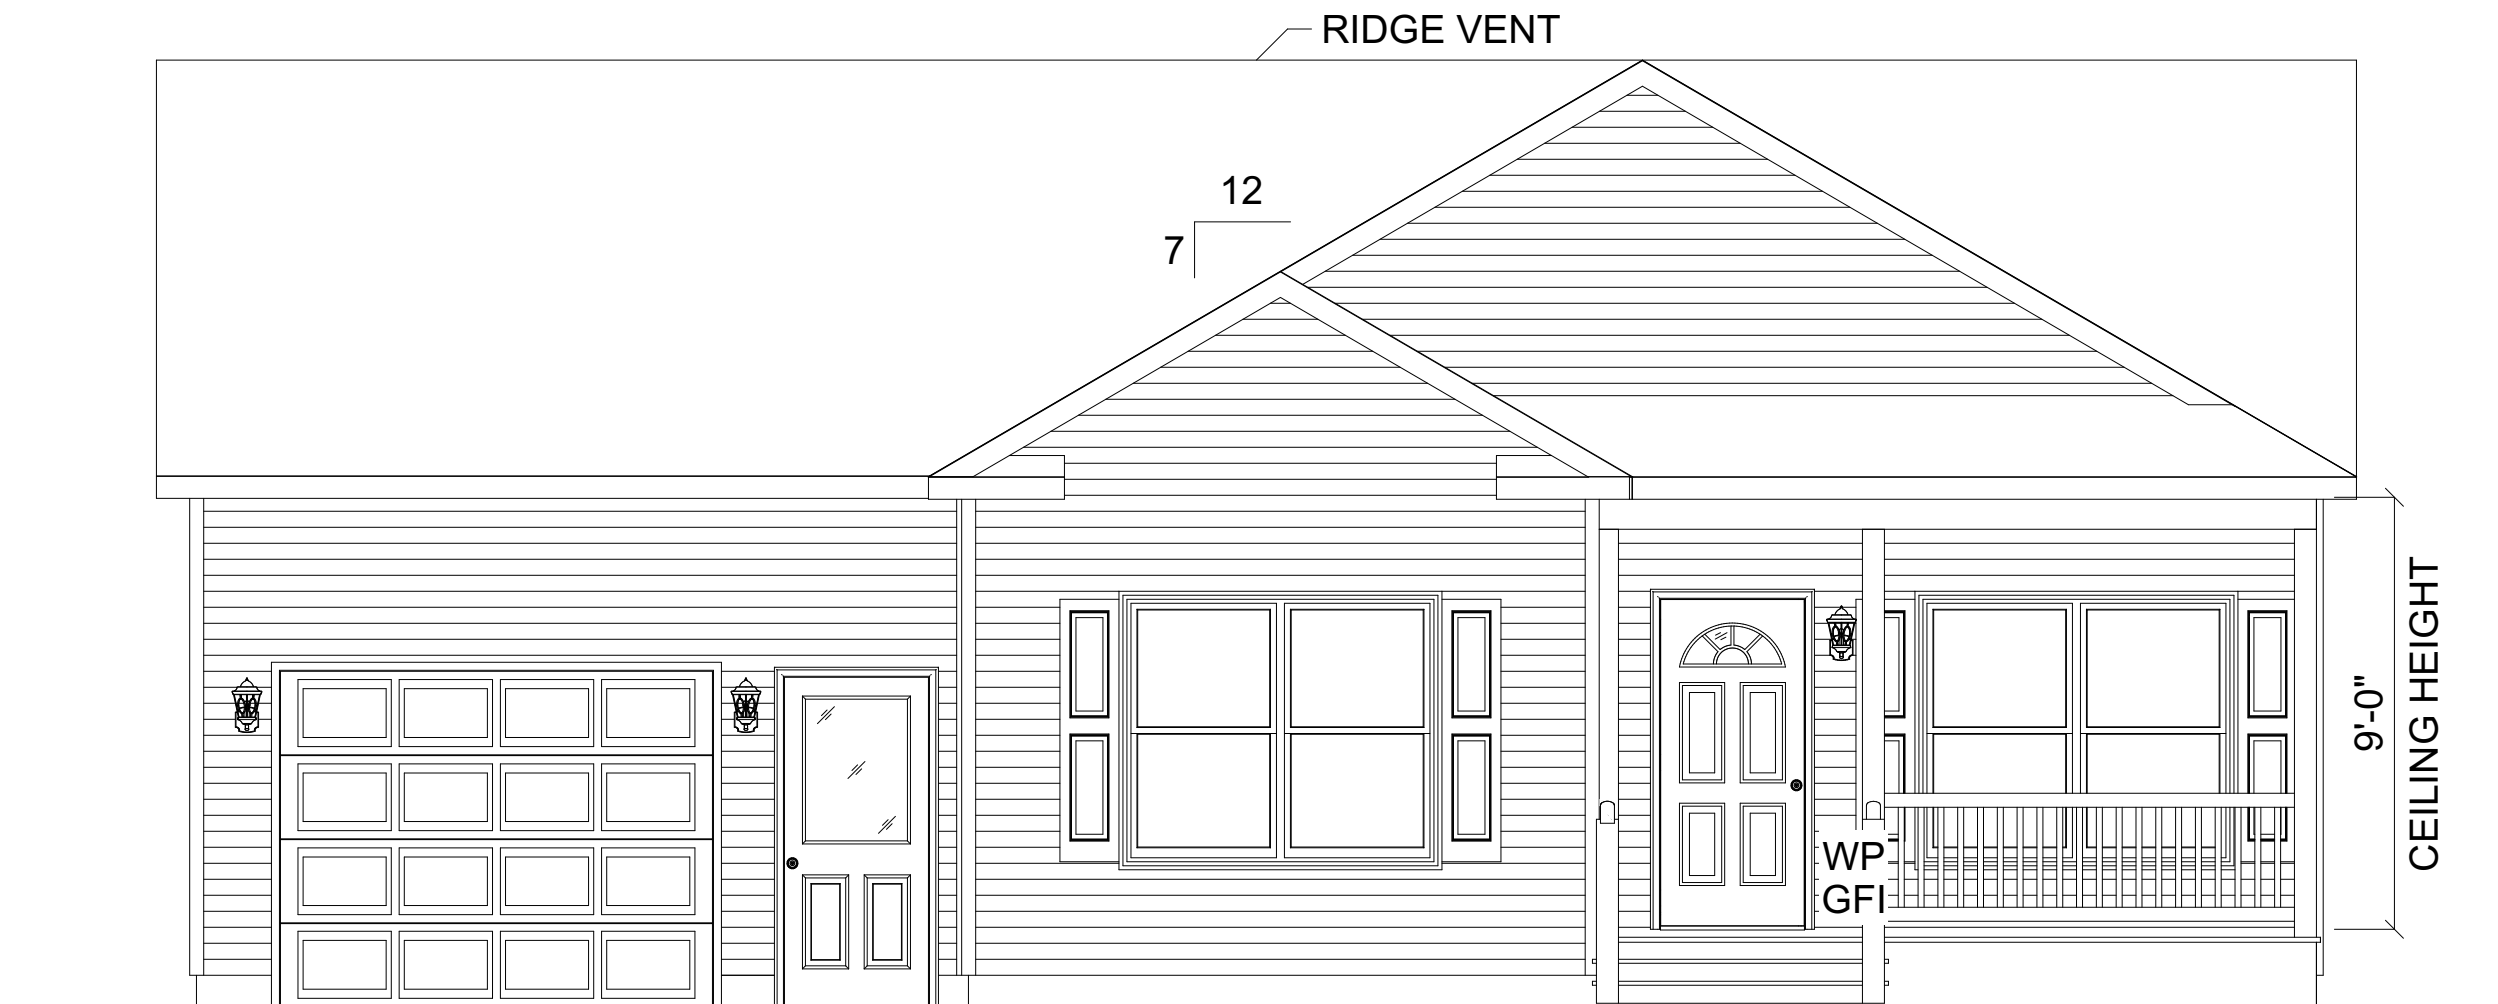 RIDGE VENT
12
7
9'-0"
CEILING HEIGHT
WP
GFI